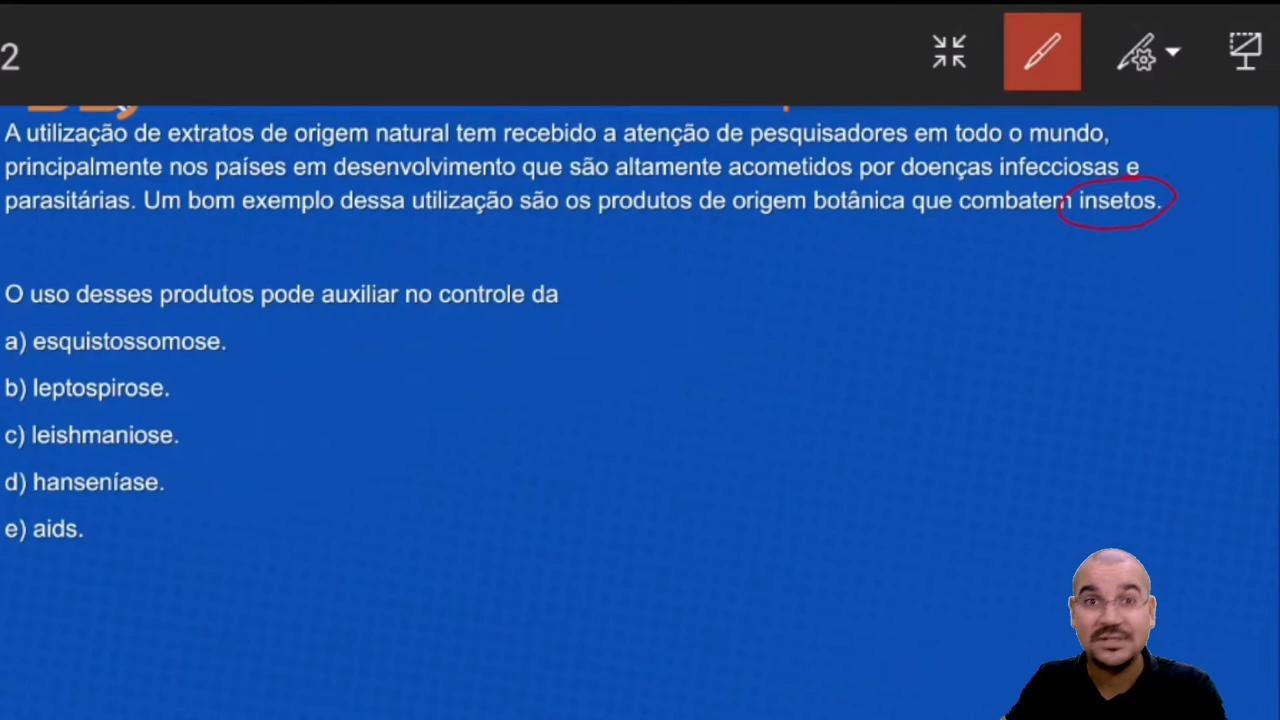 2
A utilização de extratos de origem natural tem recebido a atenção de pesquisadores em todo o mundo,
principalmente nos países em desenvolvimento que são altamente acometidos por doenças infecciosas e
parasitárias. Um bom exemplo dessa utilização são os produtos de origem botânica que combatem insetos.
O uso desses produtos pode auxiliar no controle da
a) esquistossomose.
b) leptospirose.
c) leishmaniose.
d) hanseníase.
e) aids.